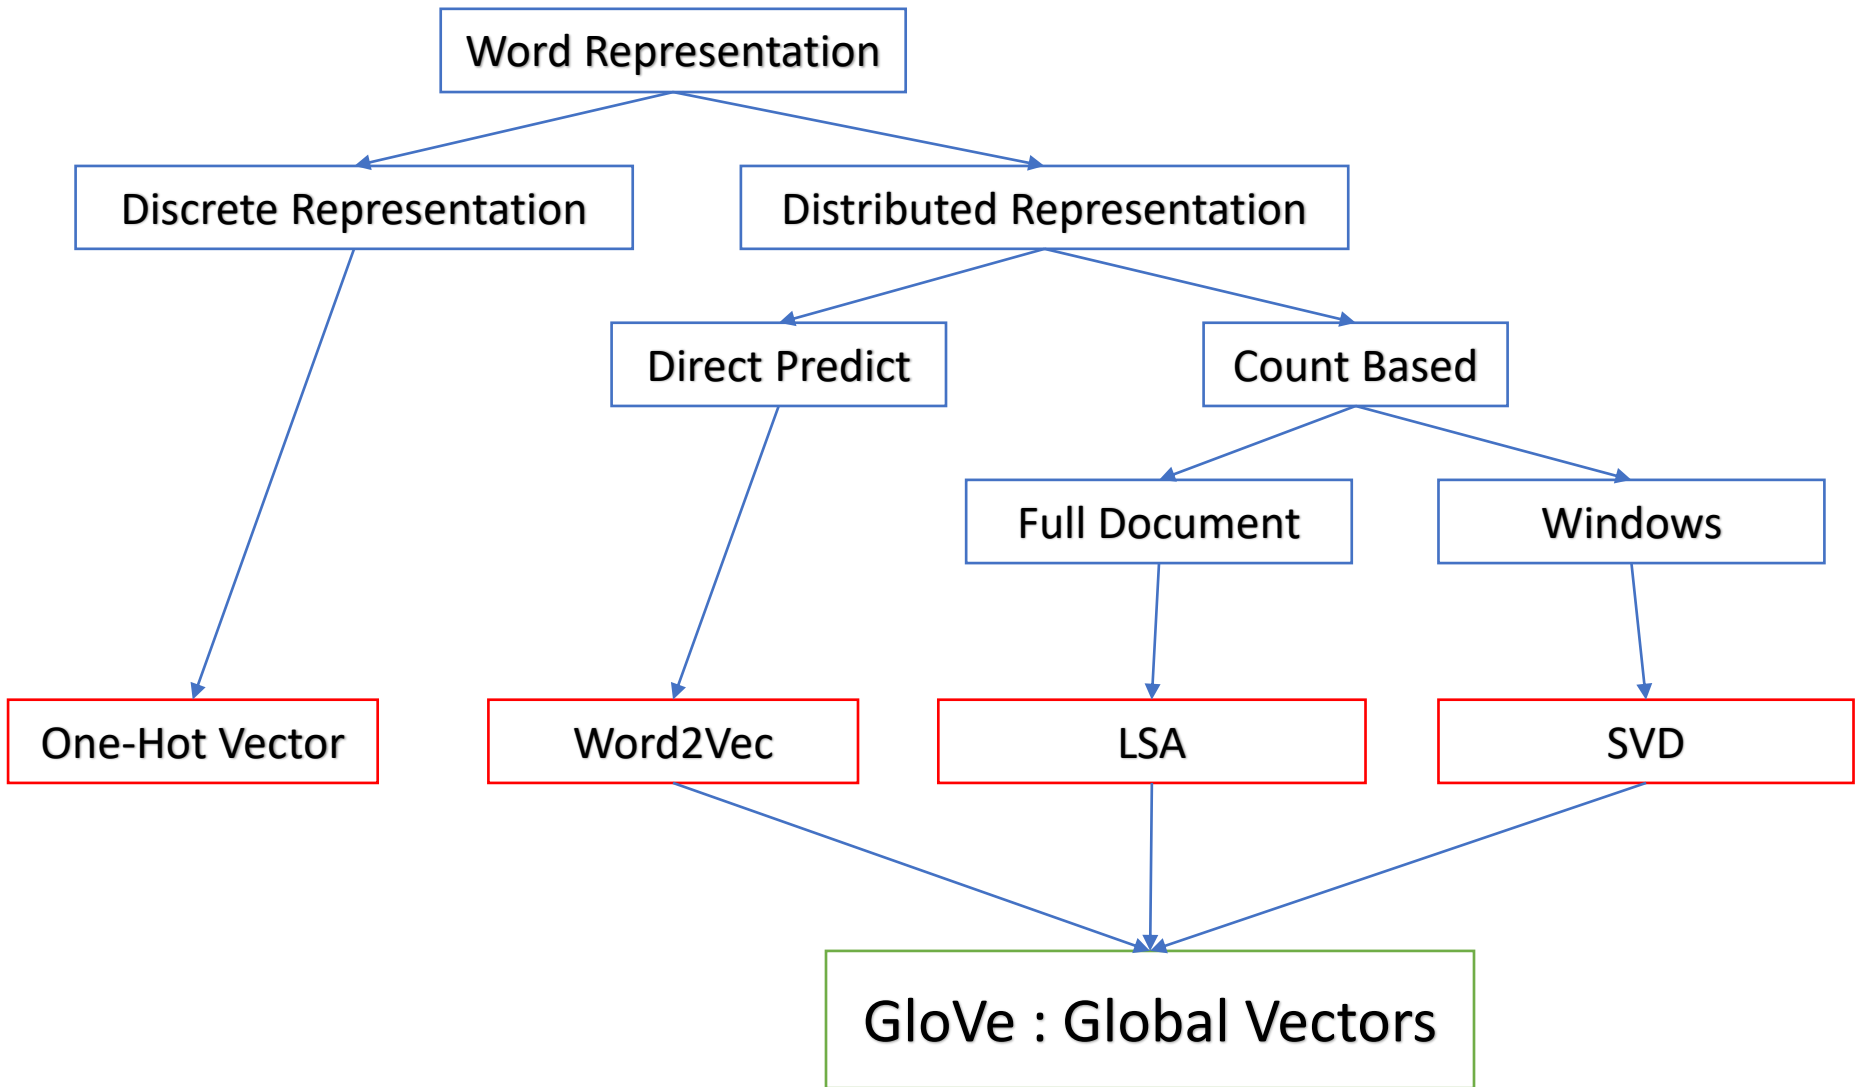 Word Representation
Discrete Representation
Distributed Representation
Direct Predict
Count Based
Full Document
Windows
One-Hot Vector
Word2Vec
LSA
SVD
GloVe : Global Vectors